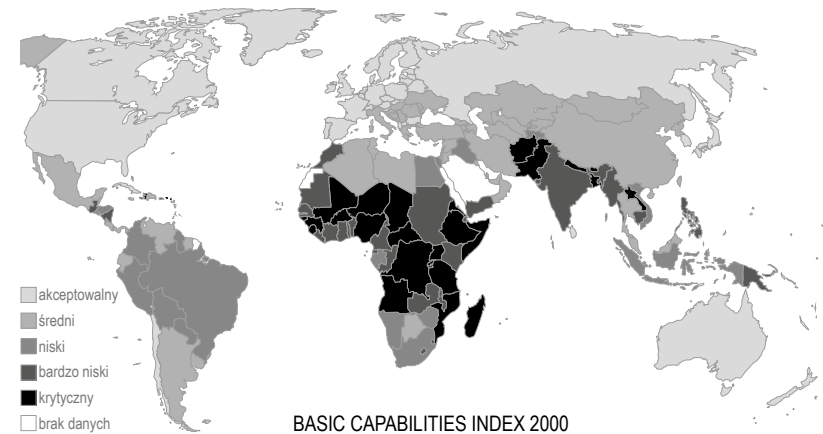 akceptowalny
średni
niski
bardzo niski
krytyczny
brak danych
BASIC CAPABILITIES INDEX 2000